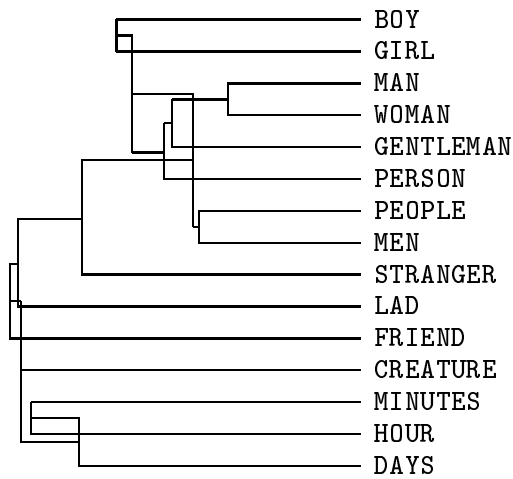 BOY
GIRL
MAN
WOMAN
GENTLEMAN
PERSON
PEOPLE
MEN
STRANGER
LAD
FRIEND
CREATURE
MINUTES
HOUR
DAYS